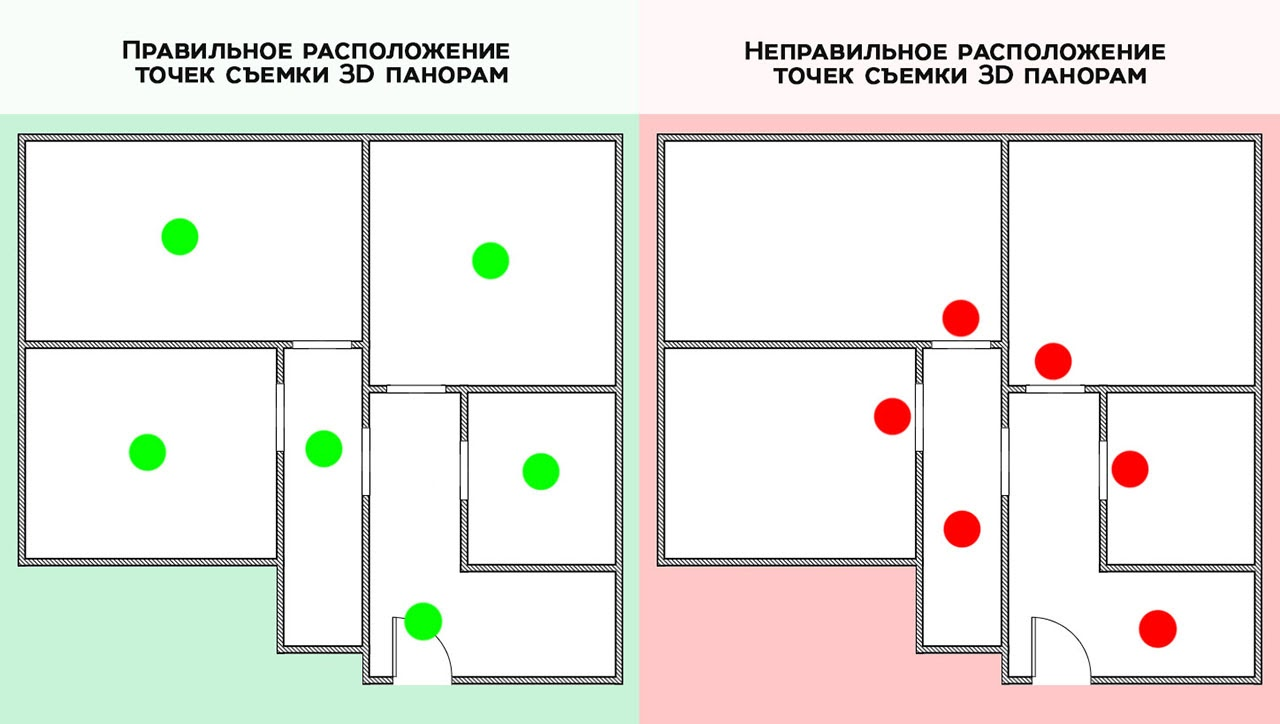 Правильное расположение
точек съемки 3D панорам
Неправильное расположение
точек съемки 3D панорам